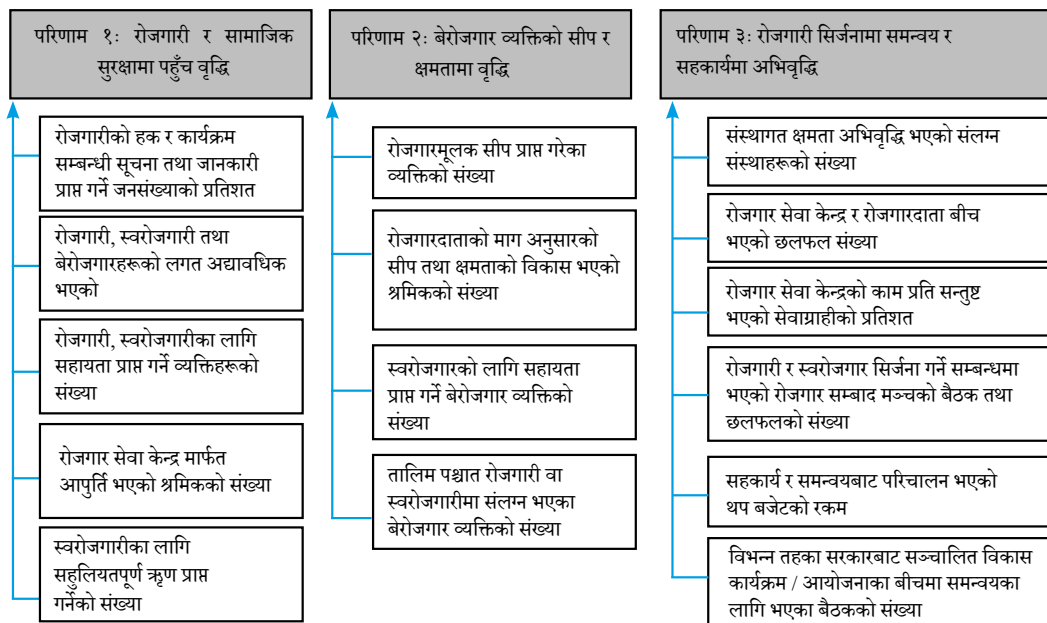 परिणाम १: रोजगारी र सामाजिक
सुरक्षामा पहुँच वृद्धि
रोजगारीको हक र कार्यक्रम
सम्बन्धी सूचना तथा जानकारी
प्राप्त गर्ने जनसंख्याको प्रतिशत
रोजगारी, स्वरोजगारी तथा
बेरोजगारहरूको लगत अद्यावधिक
भएको
रोजगारी, स्वरोजगारीका लागि
सहायता प्राप्त गर्ने व्यक्तिहरूको
संख्या
रोजगार सेवा केन्द्र मार्फत
आपुर्ति भएको श्रमिकको संख्या
स्वरोजगारीका लागि
सहुलियतपूर्ण ऋृण प्राप्त
गर्नेको संख्या
परिणाम २: बेरोजगार व्यक्तिको सीप र
क्षमतामा वृद्धि
रोजगारमूलक सीप प्राप्त गरेका
व्यक्तिको संख्या
रोजगारदाताको माग अनुसारको
सीप तथा क्षमताको विकास भएको
श्रमिकको संख्या
स्वरोजगारको लागि सहायता
प्राप्त गर्ने बेरोजगार व्यक्तिको
संख्या
तालिम पश्चात रोजगारी वा
स्वरोजगारीमा संलग्न भएका
बेरोजगार व्यक्तिको संख्या
परिणाम ३: रोजगारी सिर्जनामा समन्वय र
सहकार्यमा अभिवृद्धि
संस्थागत क्षमता अभिवृद्धि भएको संलग्न
संस्थाहरूको संख्या
रोजगार सेवा केन्द्र र रोजगारदाता बीच
भएको छलफल संख्या
रोजगार सेवा केन्द्रको काम प्रति सन्तुष्ट
भएको सेवाग्राहीको प्रतिशत
रोजगारी र स्वरोजगार सिर्जना गर्ने सम्बन्धमा
भएको रोजगार सम्बाद मञ्चको बैठक तथा
छलफलको संख्या
सहकार्य र समन्वयबाट परिचालन भएको
थप बजेटको रकम
विभन्न तहका सरकारबाट सञ्चालित विकास
कार्यक्रम / आयोजनाका बीचमा समन्वयका
लागि भएका बैठकको संख्या